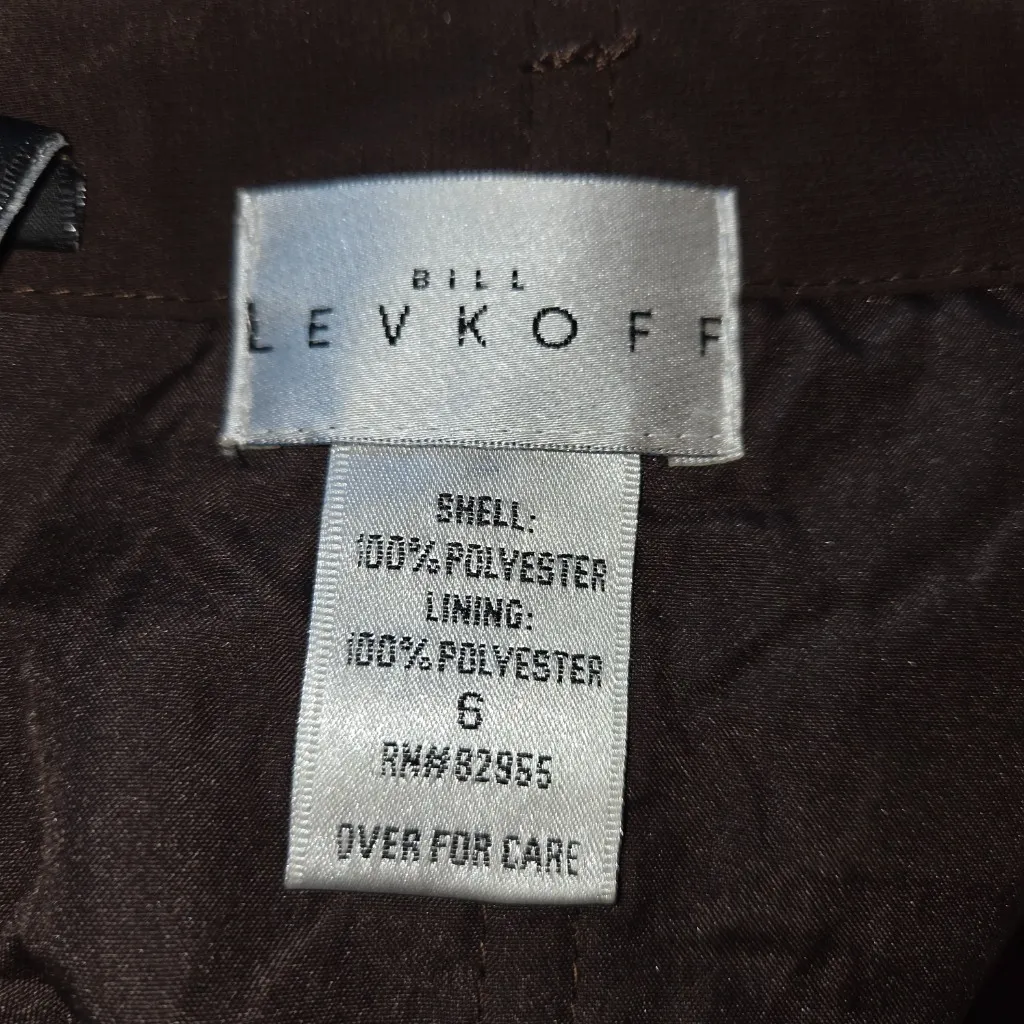 BILL
LEVKOFF
SHELL:
100% POLYESTER
LINING:
100% POLYESTER
6
RN#82955
OVER FOR CARE